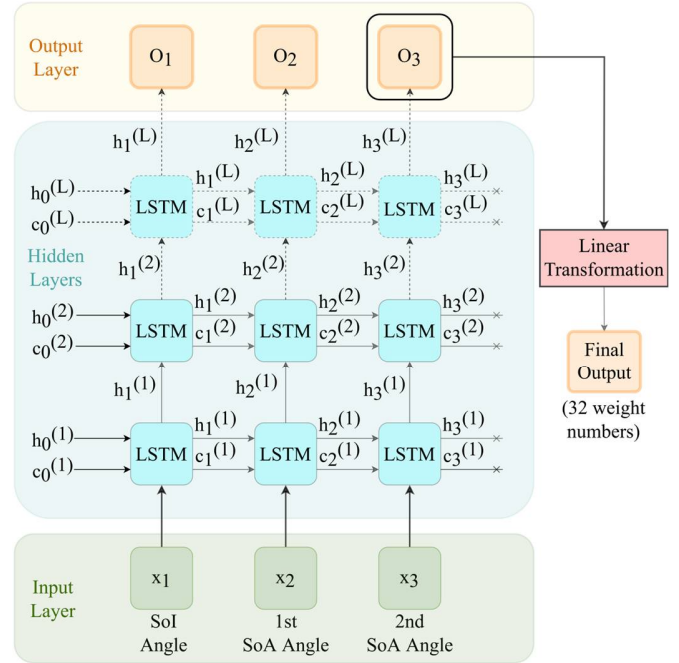 Output
Layer
O1 O2 O3
h1(L) h2(L) h3(L)
h0(L) LSTM h1(L) LSTM h2(L) LSTM h3(L)
c0(L) c1(L) c2(L) c3(L)
Hidden
Layers
h1(2) h2(2) h3(2)
h0(2) LSTM h1(2) LSTM h2(2) LSTM h3(2)
c0(2) c1(2) c2(2) c3(2)
h1(1) h2(1) h3(1)
h0(1) LSTM h1(1) LSTM h2(1) LSTM h3(1)
c0(1) c1(1) c2(1) c3(1)
Input
Layer
x1 x2 x3
SoI
Angle
1st
SoA Angle
2nd
SoA Angle
Linear
Transformation
Final
Output
(32 weight
numbers)